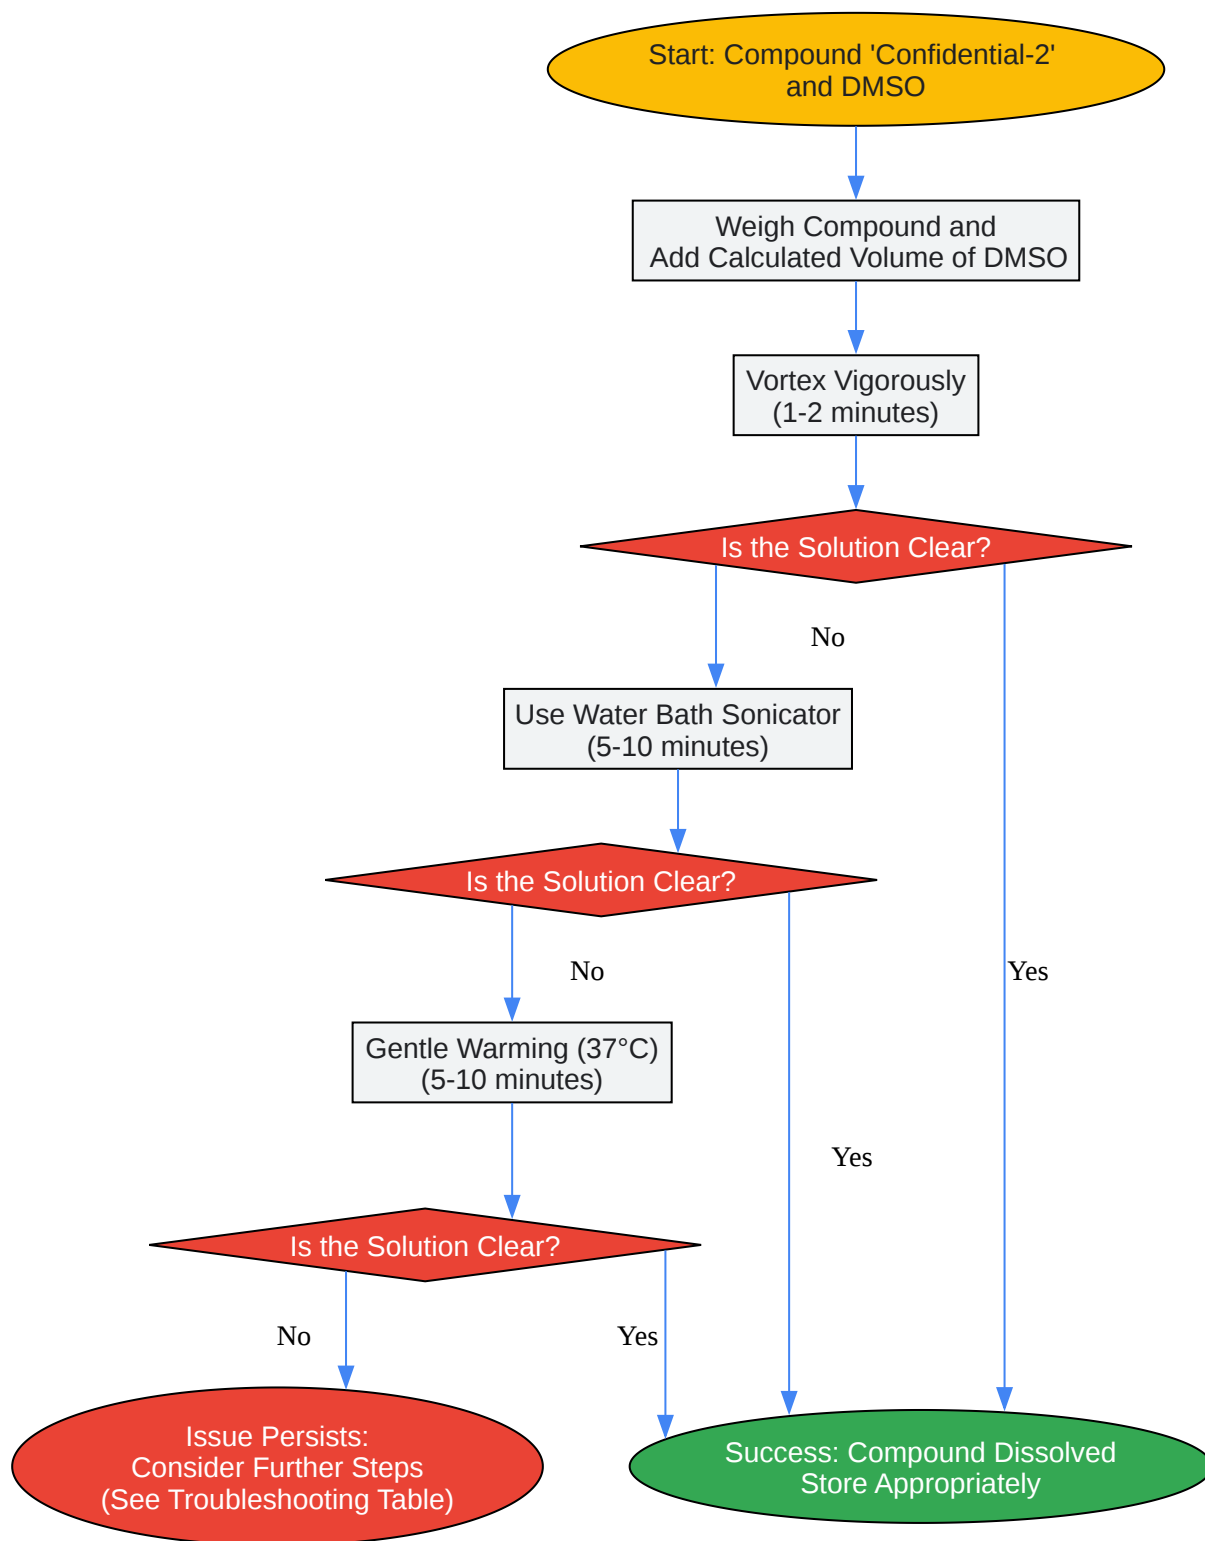 Start: Compound 'Confidential-2'
and DMSO
Weigh Compound and
Add Calculated Volume of DMSO
Vortex Vigorously
(1-2 minutes)
Is the Solution Clear?
No
Use Water Bath Sonicator
(5-10 minutes)
Is the Solution Clear?
No
Yes
Gentle Warming (37°C)
(5-10 minutes)
Yes
Is the Solution Clear?
No
Yes
Issue Persists:
Consider Further Steps
(See Troubleshooting Table)
Success: Compound Dissolved
Store Appropriately